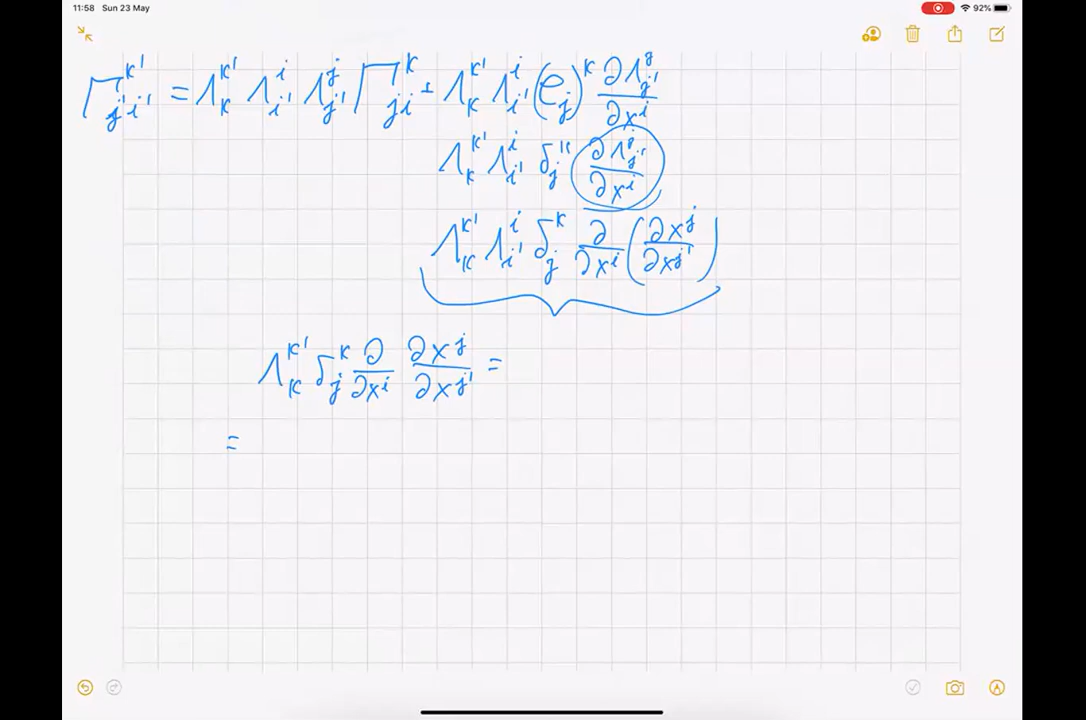 11:58 Sun 23 May 92%
Γ^{k'}_{j'i'} = Λ^{k'}_k Λ^i_{i'} Λ^j_{j'} Γ^k_{ji} + Λ^{k'}_k Λ^i_{i'} (e_j)^k ∂Λ^j_{j'}/∂x^i
Λ^{k'}_k Λ^i_{i'} δ^k_j ∂Λ^j_{j'}/∂x^i
Λ^{k'}_k Λ^i_{i'} δ^k_j ∂/∂x^i (∂x^j/∂x^{j'})
Λ^{k'}_k δ^k_j ∂/∂x^i ∂x^j/∂x^{j'} =
=